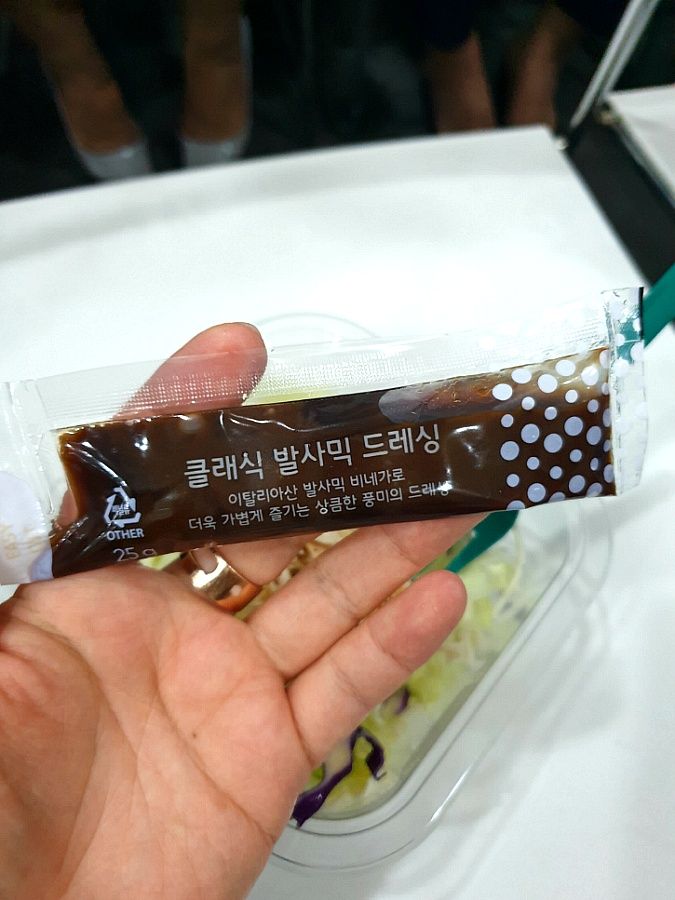 클래식 발사믹 드레싱
이탈리아산 발사믹 비네가로
더욱 가볍게 즐기는 상큼한 풍미의 드레싱
OTHER
25 g